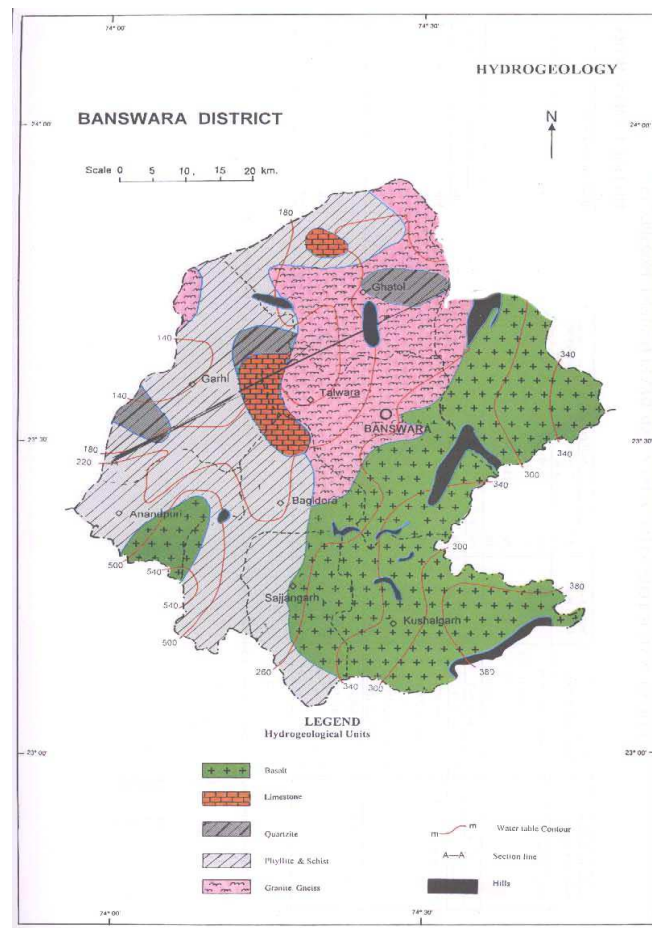 74° 00'
74° 30'
HYDROGEOLOGY
24° 00'
24° 00'
BANSWARA DISTRICT
N
Scale 0 5 10, 15 20 km.
180
Ghatol
140
340
Garhi
140
Talwara
BANSWARA
23° 30'
23° 30'
180
220
340
300
340
Bagidora
Anandpuri
300
500
540
380
Sajjangarh
540
Kushalgarh
500
260
340
300
380
LEGEND
Hydrogeological Units
23° 00'
23° 00'
Basalt
Limestone
Quartzite
m m Water table Contour
Phyllite & Schist
A—A Section line
Granite Gneiss
Hills
74° 00'
74° 30'